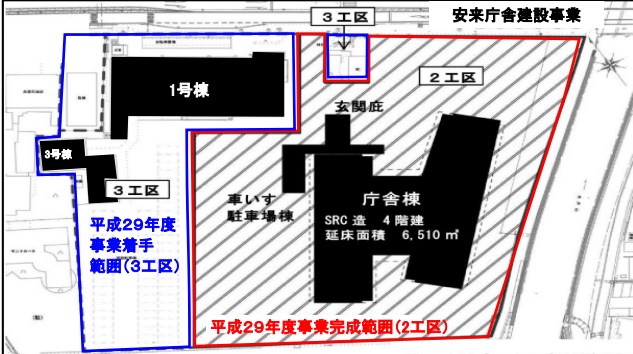 安来庁舎建設事業
3工区
2工区
1号棟
玄関庇
3号棟
3工区
車いす
駐車場棟
庁舎棟
SRC造 4階建
延床面積 6,510㎡
平成29年度
事業着手
範囲(3工区)
平成29年度事業完成範囲(2工区)